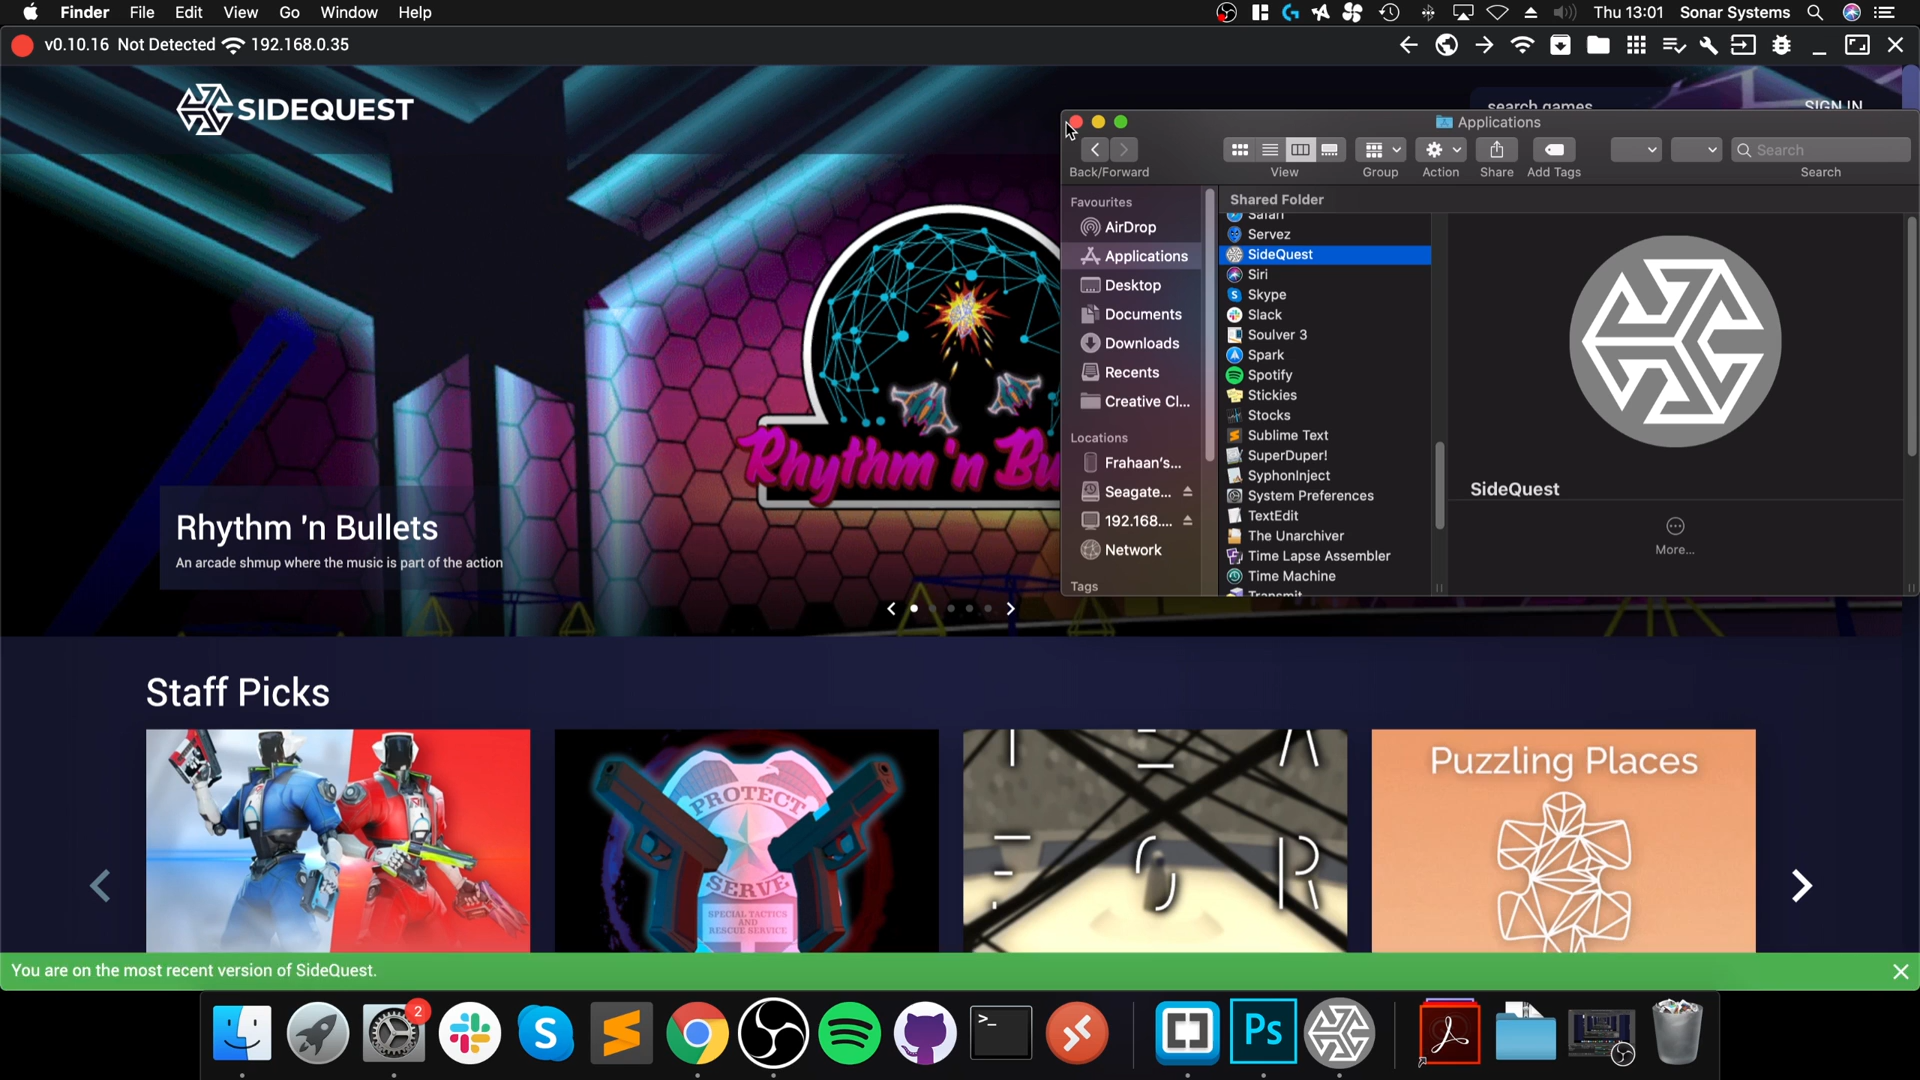 Finder File Edit View Go Window Help
Thu 13:01 Sonar Systems
v0.10.16 Not Detected 192.168.0.35
SIDEQUEST
search games
SIGN IN
Applications
Search
Back/Forward
View
Group
Action
Share
Add Tags
Search
Favourites
AirDrop
Applications
Desktop
Documents
Downloads
Recents
Creative Cl...
Locations
Frahaan's...
Seagate...
192.168....
Network
Tags
Shared Folder
Safari
Servez
SideQuest
Siri
Skype
Slack
Soulver 3
Spark
Spotify
Stickies
Stocks
Sublime Text
SuperDuper!
SyphonInject
System Preferences
TextEdit
The Unarchiver
Time Lapse Assembler
Time Machine
Transmit
SideQuest
More...
Rhythm 'n Bu
Rhythm 'n Bullets
An arcade shmup where the music is part of the action
Staff Picks
PROTECT
SERVE
SPECIAL TACTICS
AND
RESCUE SERVICE
Puzzling Places
You are on the most recent version of SideQuest.
2
S
>_
Ps